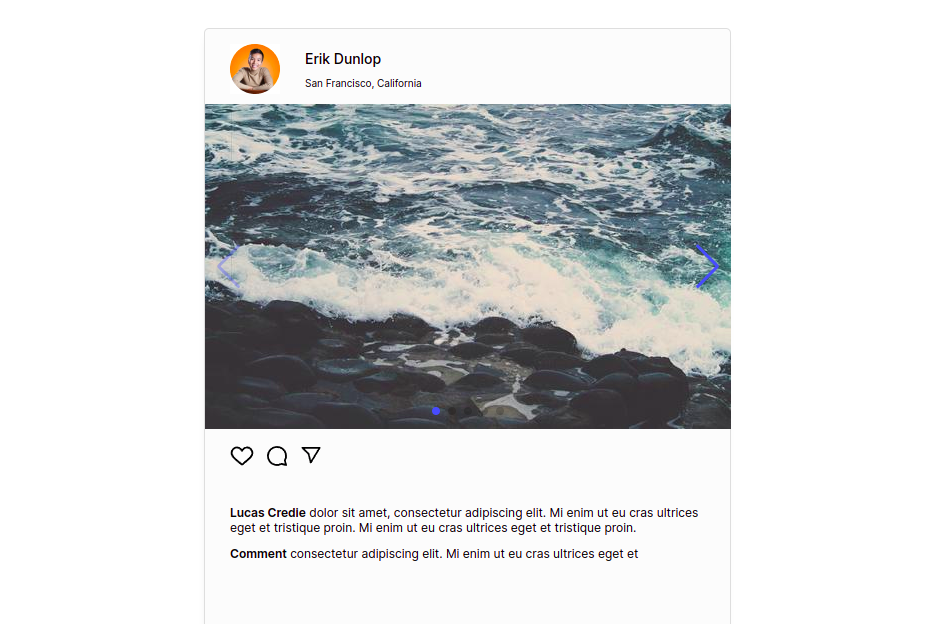 Erik Dunlop
San Francisco, California
Lucas Credie dolor sit amet, consectetur adipiscing elit. Mi enim ut eu cras ultrices
eget et tristique proin. Mi enim ut eu cras ultrices eget et tristique proin.
Comment consectetur adipiscing elit. Mi enim ut eu cras ultrices eget et